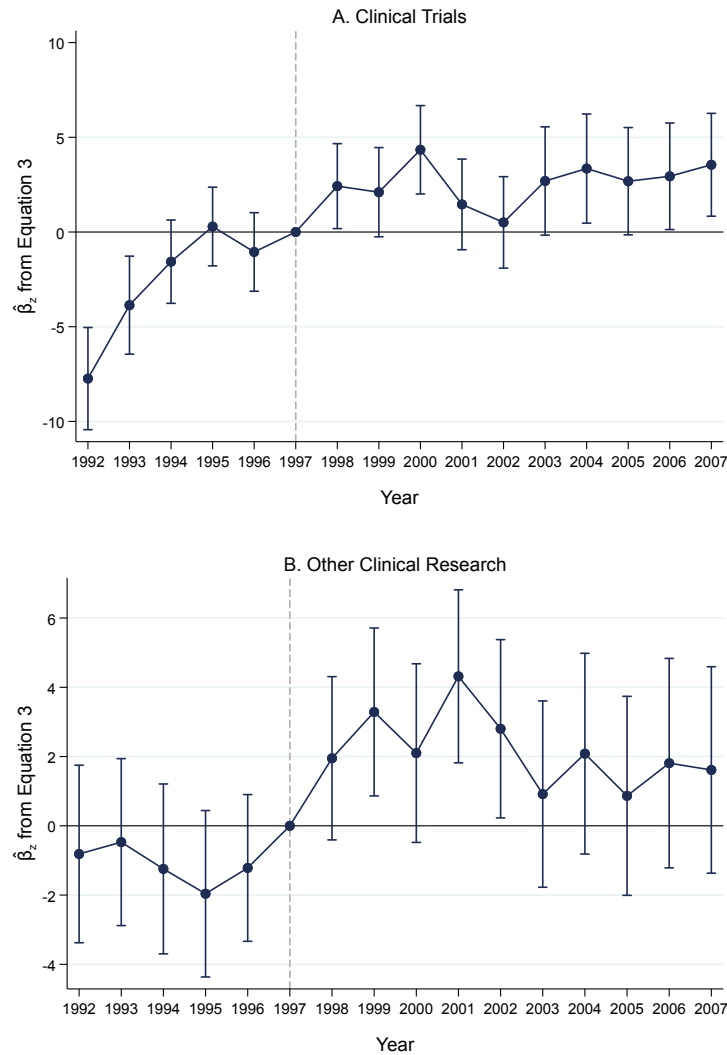 A. Clinical Trials
10
5
0
-5
-10
β̂z from Equation 3
1992 1993 1994 1995 1996 1997 1998 1999 2000 2001 2002 2003 2004 2005 2006 2007
Year
B. Other Clinical Research
6
4
2
0
-2
-4
β̂z from Equation 3
1992 1993 1994 1995 1996 1997 1998 1999 2000 2001 2002 2003 2004 2005 2006 2007
Year